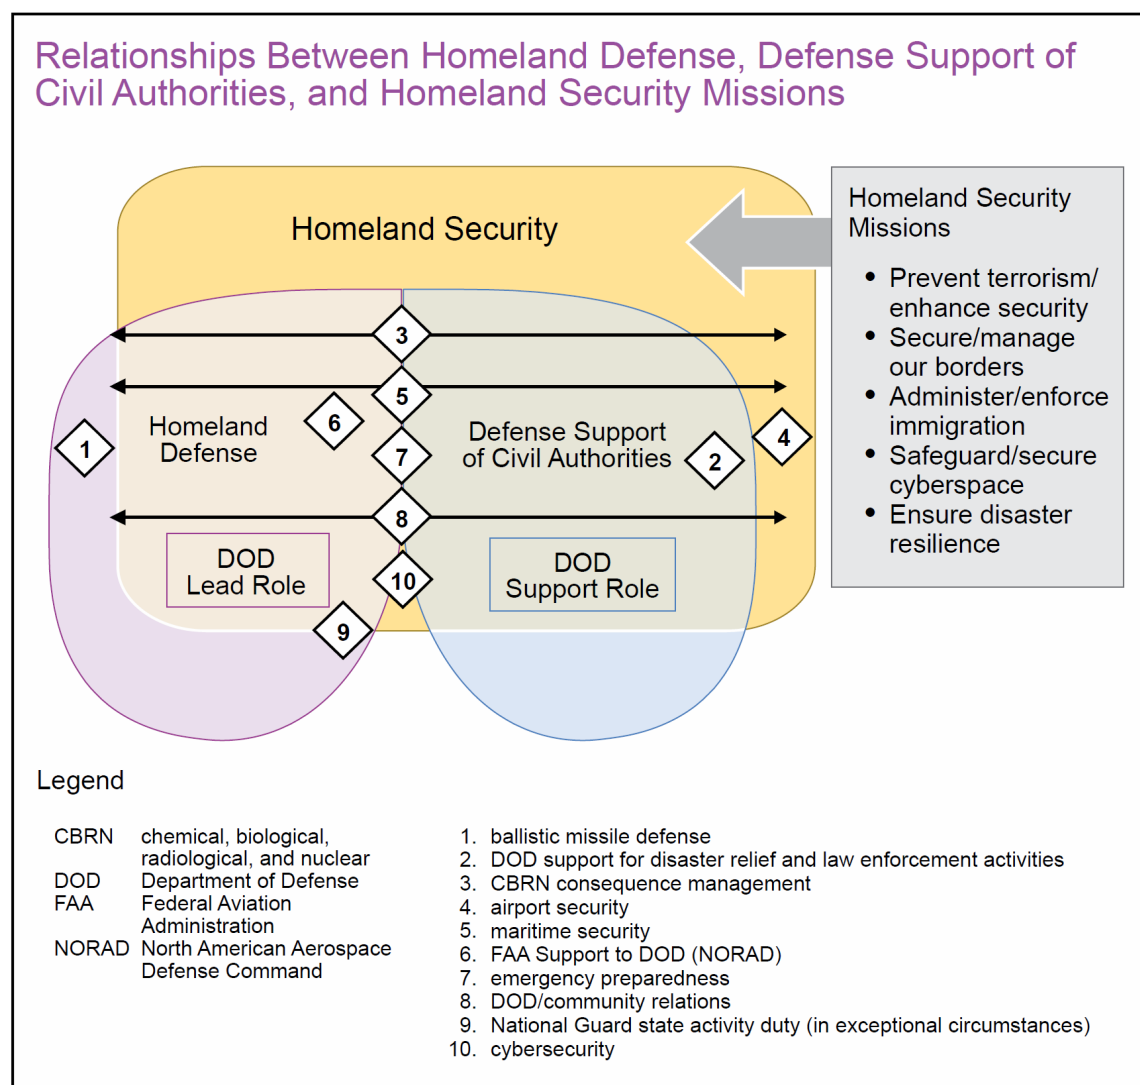 Relationships Between Homeland Defense, Defense Support of
Civil Authorities, and Homeland Security Missions
Homeland Security
Homeland Security
Missions
• Prevent terrorism/
enhance security
• Secure/manage
our borders
• Administer/enforce
immigration
• Safeguard/secure
cyberspace
• Ensure disaster
resilience
3
5
6
1
Homeland
Defense
7
Defense Support
of Civil Authorities
2
4
8
DOD
Lead Role
10
DOD
Support Role
9
Legend
CBRN chemical, biological,
radiological, and nuclear
DOD Department of Defense
FAA Federal Aviation
Administration
NORAD North American Aerospace
Defense Command
1. ballistic missile defense
2. DOD support for disaster relief and law enforcement activities
3. CBRN consequence management
4. airport security
5. maritime security
6. FAA Support to DOD (NORAD)
7. emergency preparedness
8. DOD/community relations
9. National Guard state activity duty (in exceptional circumstances)
10. cybersecurity